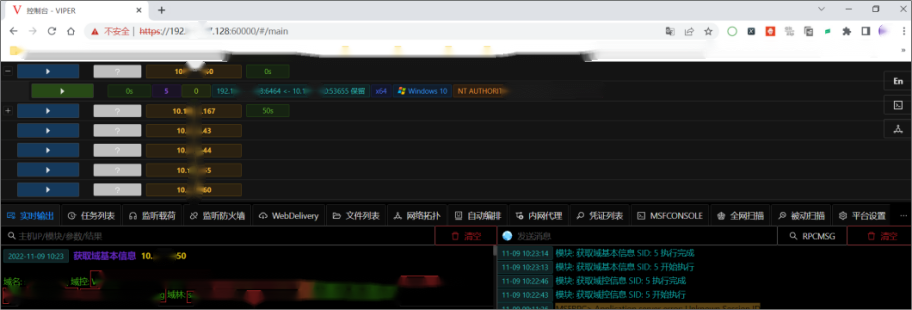 控制台 - VIPER
不安全 | https://192. .128:60000/#/main
10 60 0s
0s 5 0 192.1 8:6464 <- 10.1 0:53655 保留 x64 Windows 10 NT AUTHORIT
En
10.1 .167 50s
10. .43
10. .44
10.1 5
10. 60
实时输出 任务列表 监听载荷 监听防火墙 WebDelivery 文件列表 网络拓扑 自动编排 内网代理 凭证列表 MSFCONSOLE 全网扫描 被动扫描 平台设置 ...
主机IP/模块/参数/结果 清空 发送消息 RPCMSG 清空
2022-11-09 10:23 获取域基本信息 10. 50
域名: 域控: 域林:
11-09 10:23:14 模块: 获取域基本信息 SID: 5 执行完成
11-09 10:23:13 模块: 获取域基本信息 SID: 5 开始执行
11-09 10:22:46 模块: 获取域控信息 SID: 5 执行完成
11-09 10:22:43 模块: 获取域控信息 SID: 5 开始执行